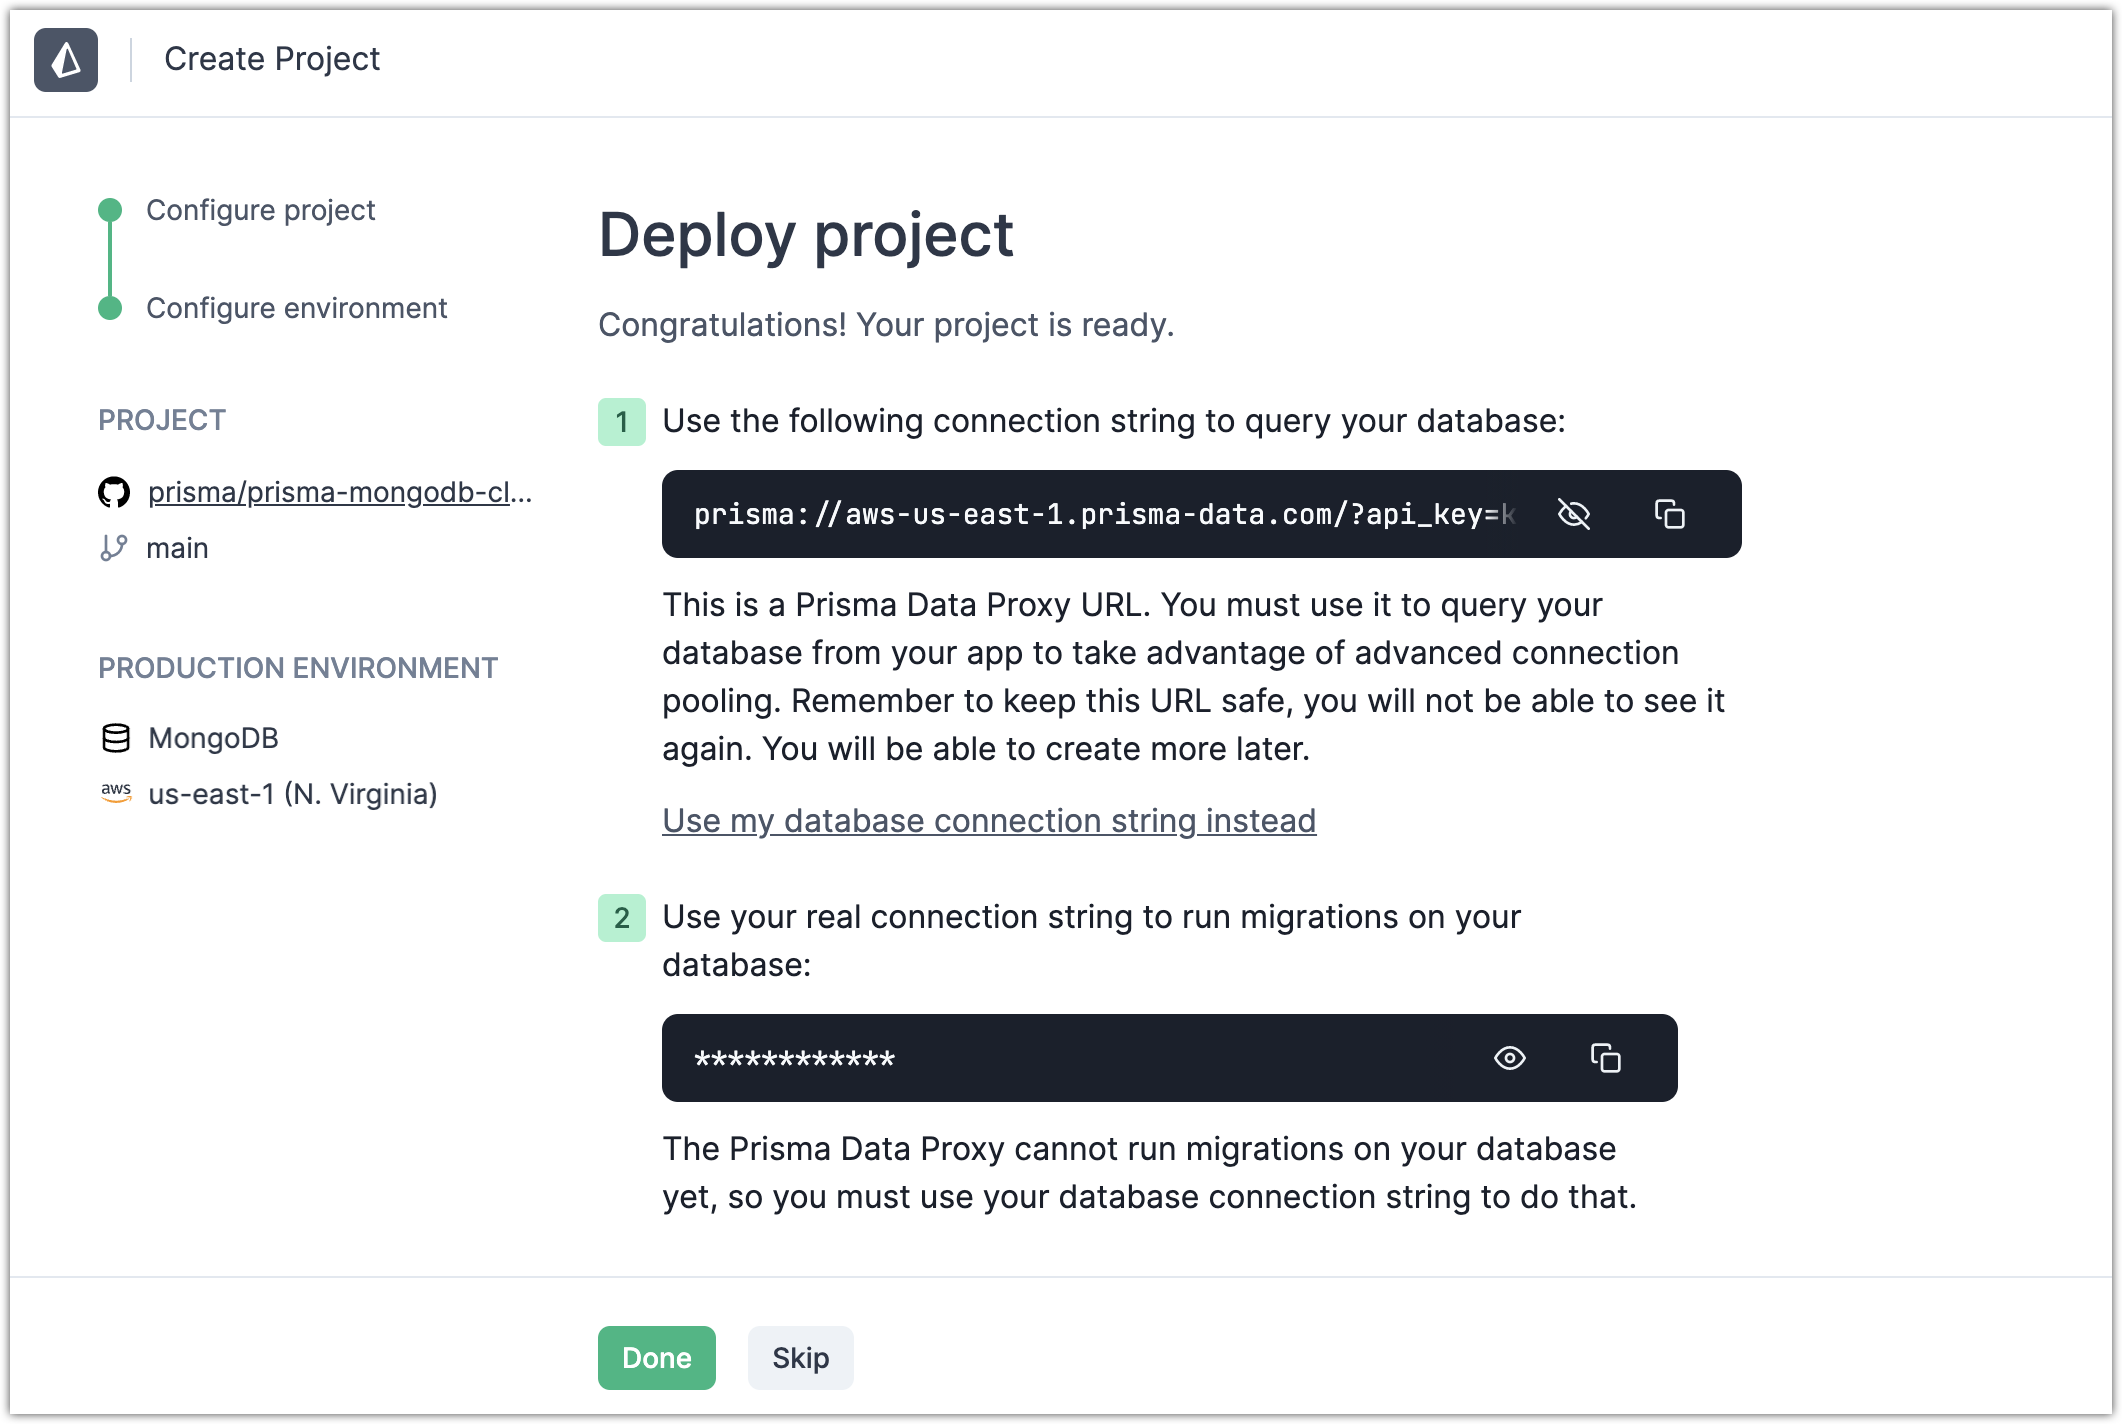 Create Project
Configure project
Configure environment
PROJECT
prisma/prisma-mongodb-cl...
main
PRODUCTION ENVIRONMENT
MongoDB
aws
us-east-1 (N. Virginia)
Deploy project
Congratulations! Your project is ready.
1 Use the following connection string to query your database:
prisma://aws-us-east-1.prisma-data.com/?api_key=k
This is a Prisma Data Proxy URL. You must use it to query your
database from your app to take advantage of advanced connection
pooling. Remember to keep this URL safe, you will not be able to see it
again. You will be able to create more later.
Use my database connection string instead
2 Use your real connection string to run migrations on your
database:
************
The Prisma Data Proxy cannot run migrations on your database
yet, so you must use your database connection string to do that.
Done
Skip